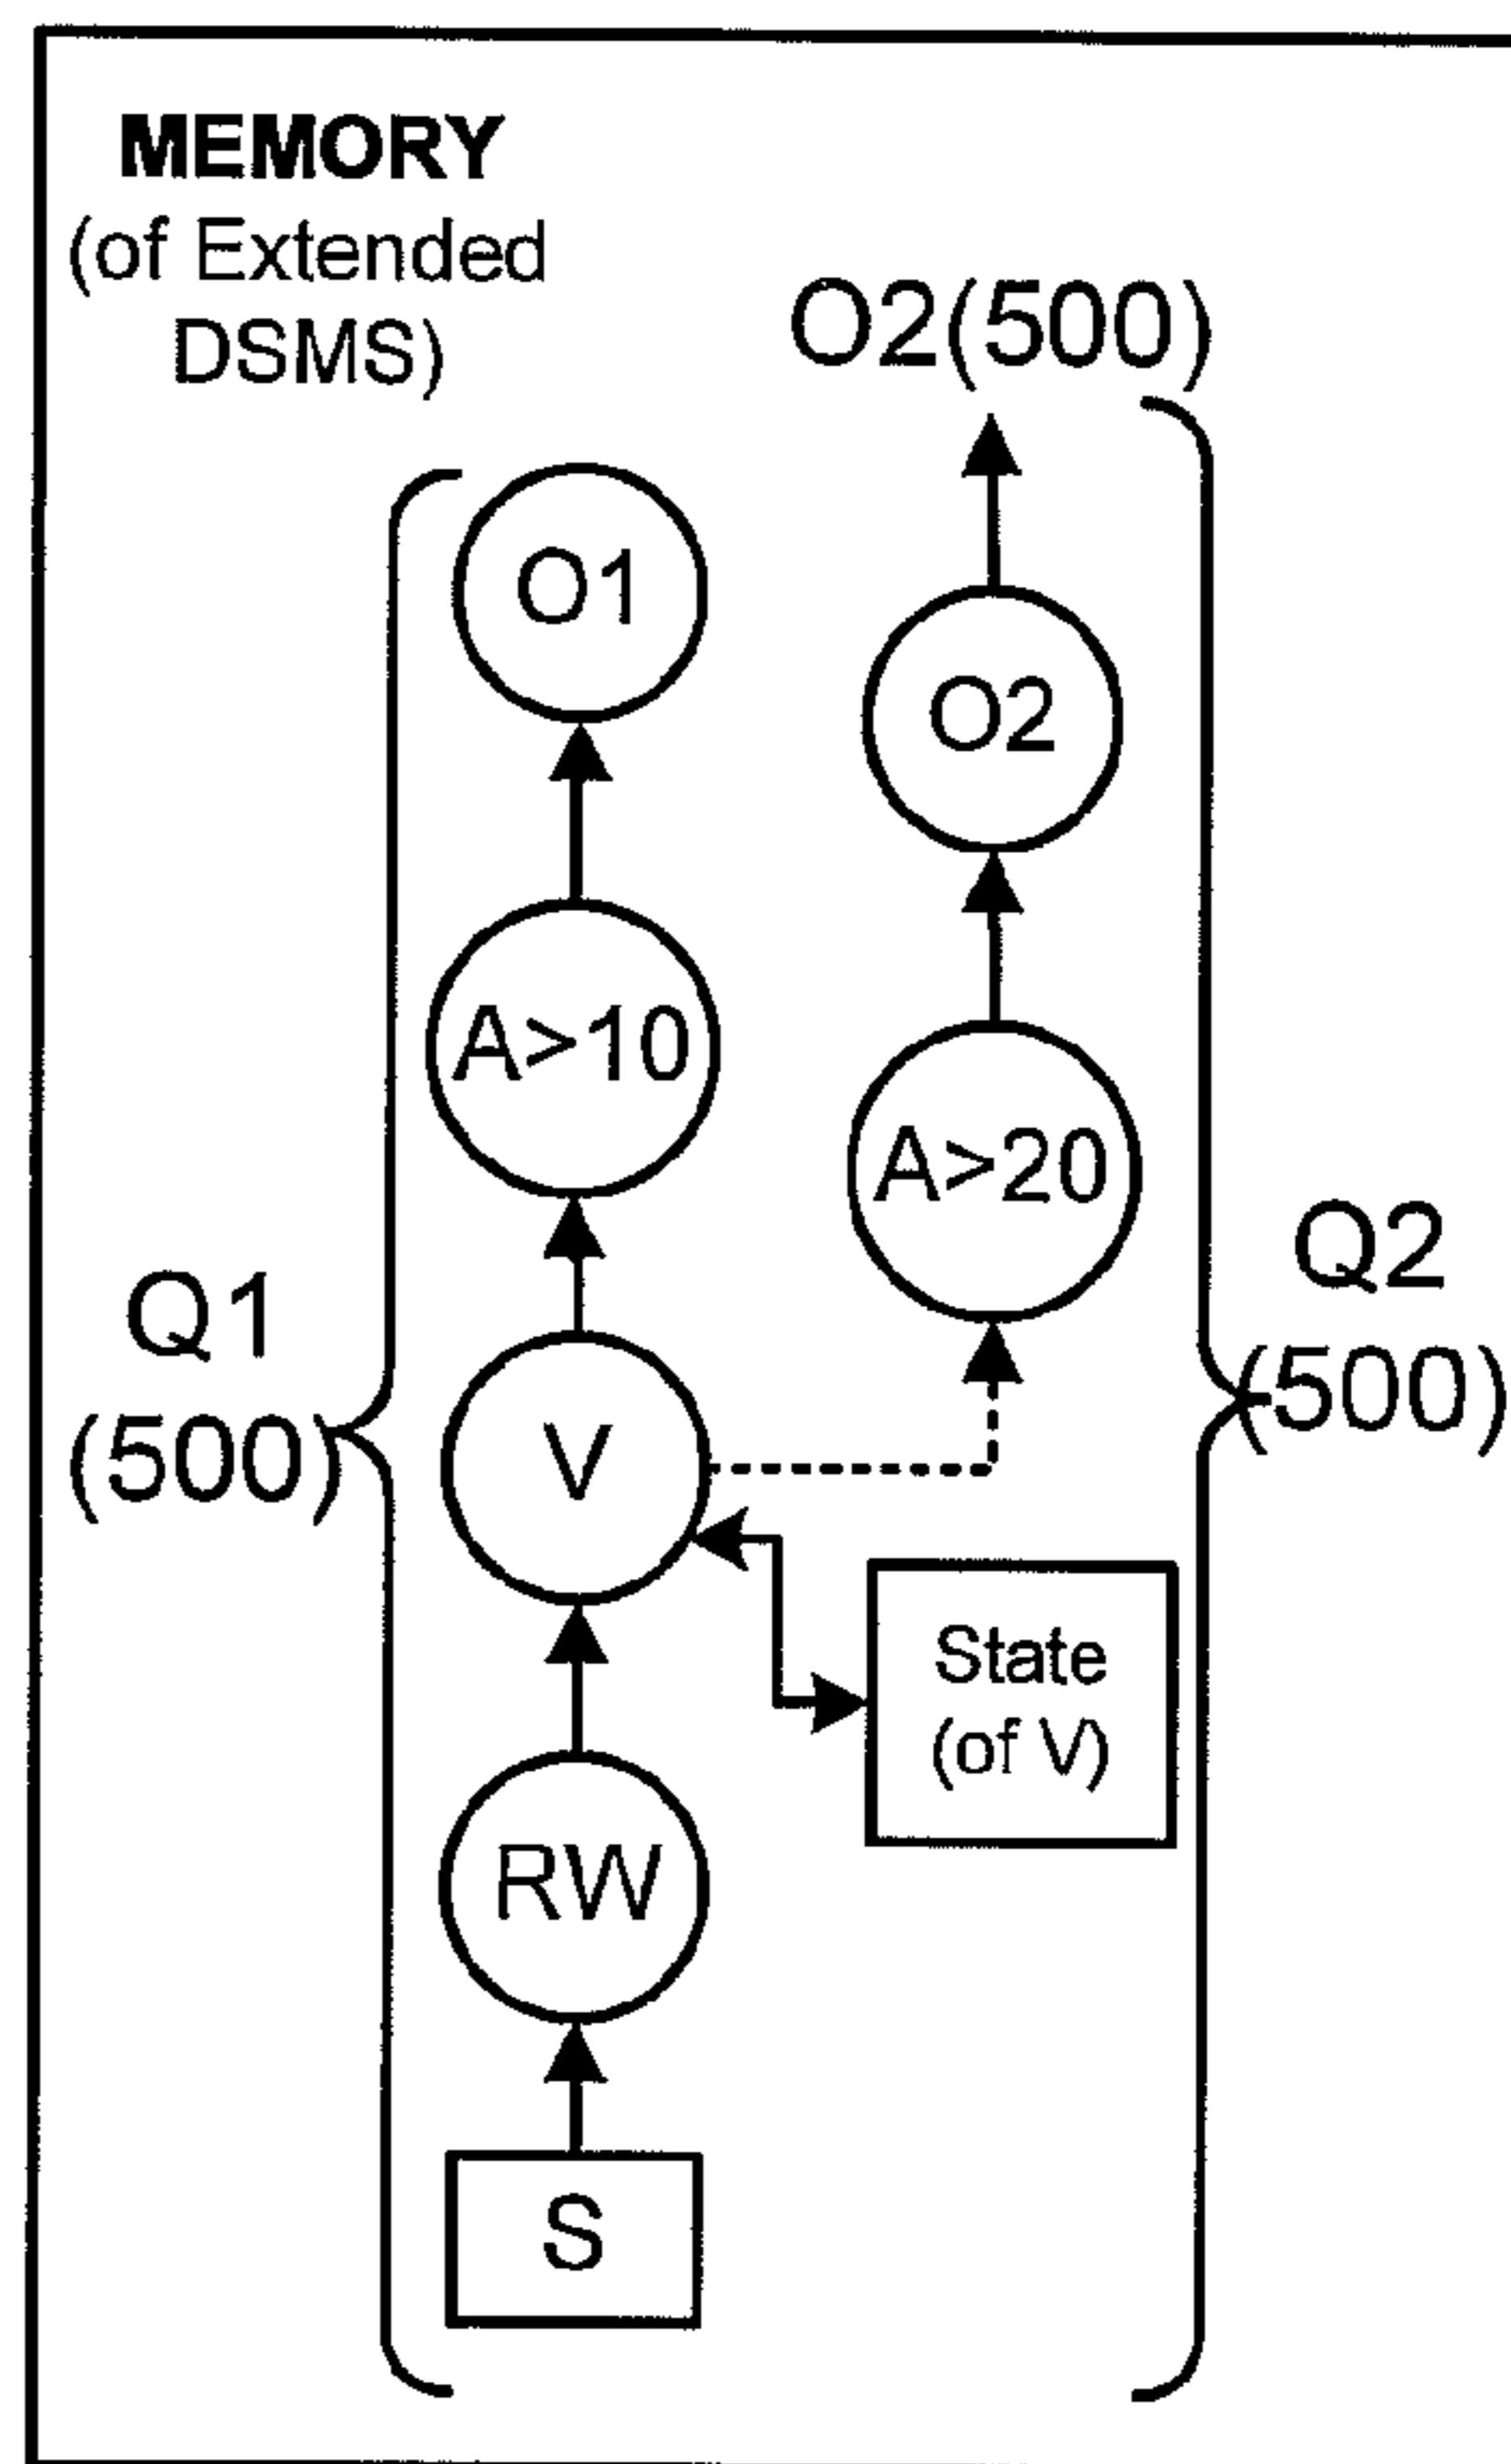 MEMORY
(of Extended
DSMS)
O2(500)
O1
O2
A>10
A>20
Q1
(500)
Q2
(500)
V
State
(of V)
RW
S